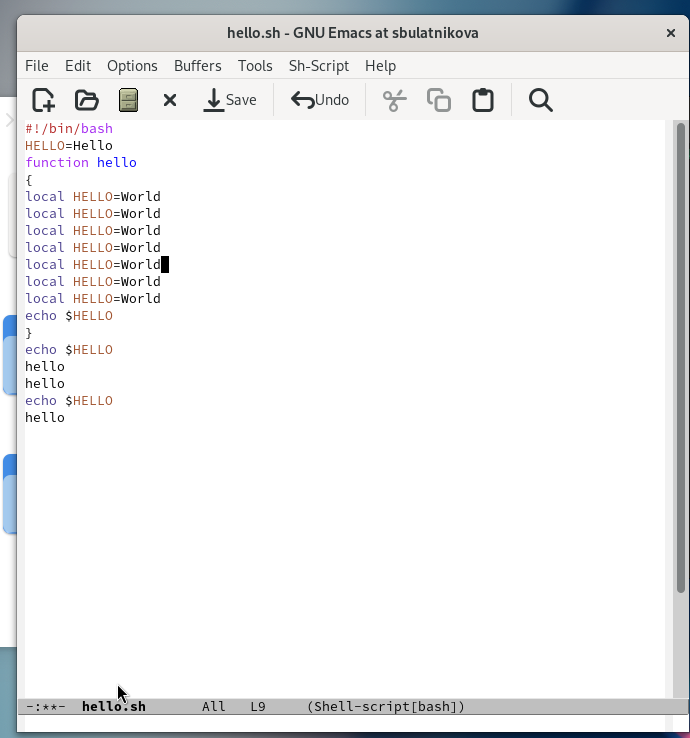 hello.sh - GNU Emacs at sbulatnikova
File Edit Options Buffers Tools Sh-Script Help
Save Undo
#!/bin/bash
HELLO=Hello
function hello
{
local HELLO=World
local HELLO=World
local HELLO=World
local HELLO=World
local HELLO=World
local HELLO=World
local HELLO=World
echo $HELLO
}
echo $HELLO
hello
hello
echo $HELLO
hello
-:**- hello.sh All L9 (Shell-script[bash])